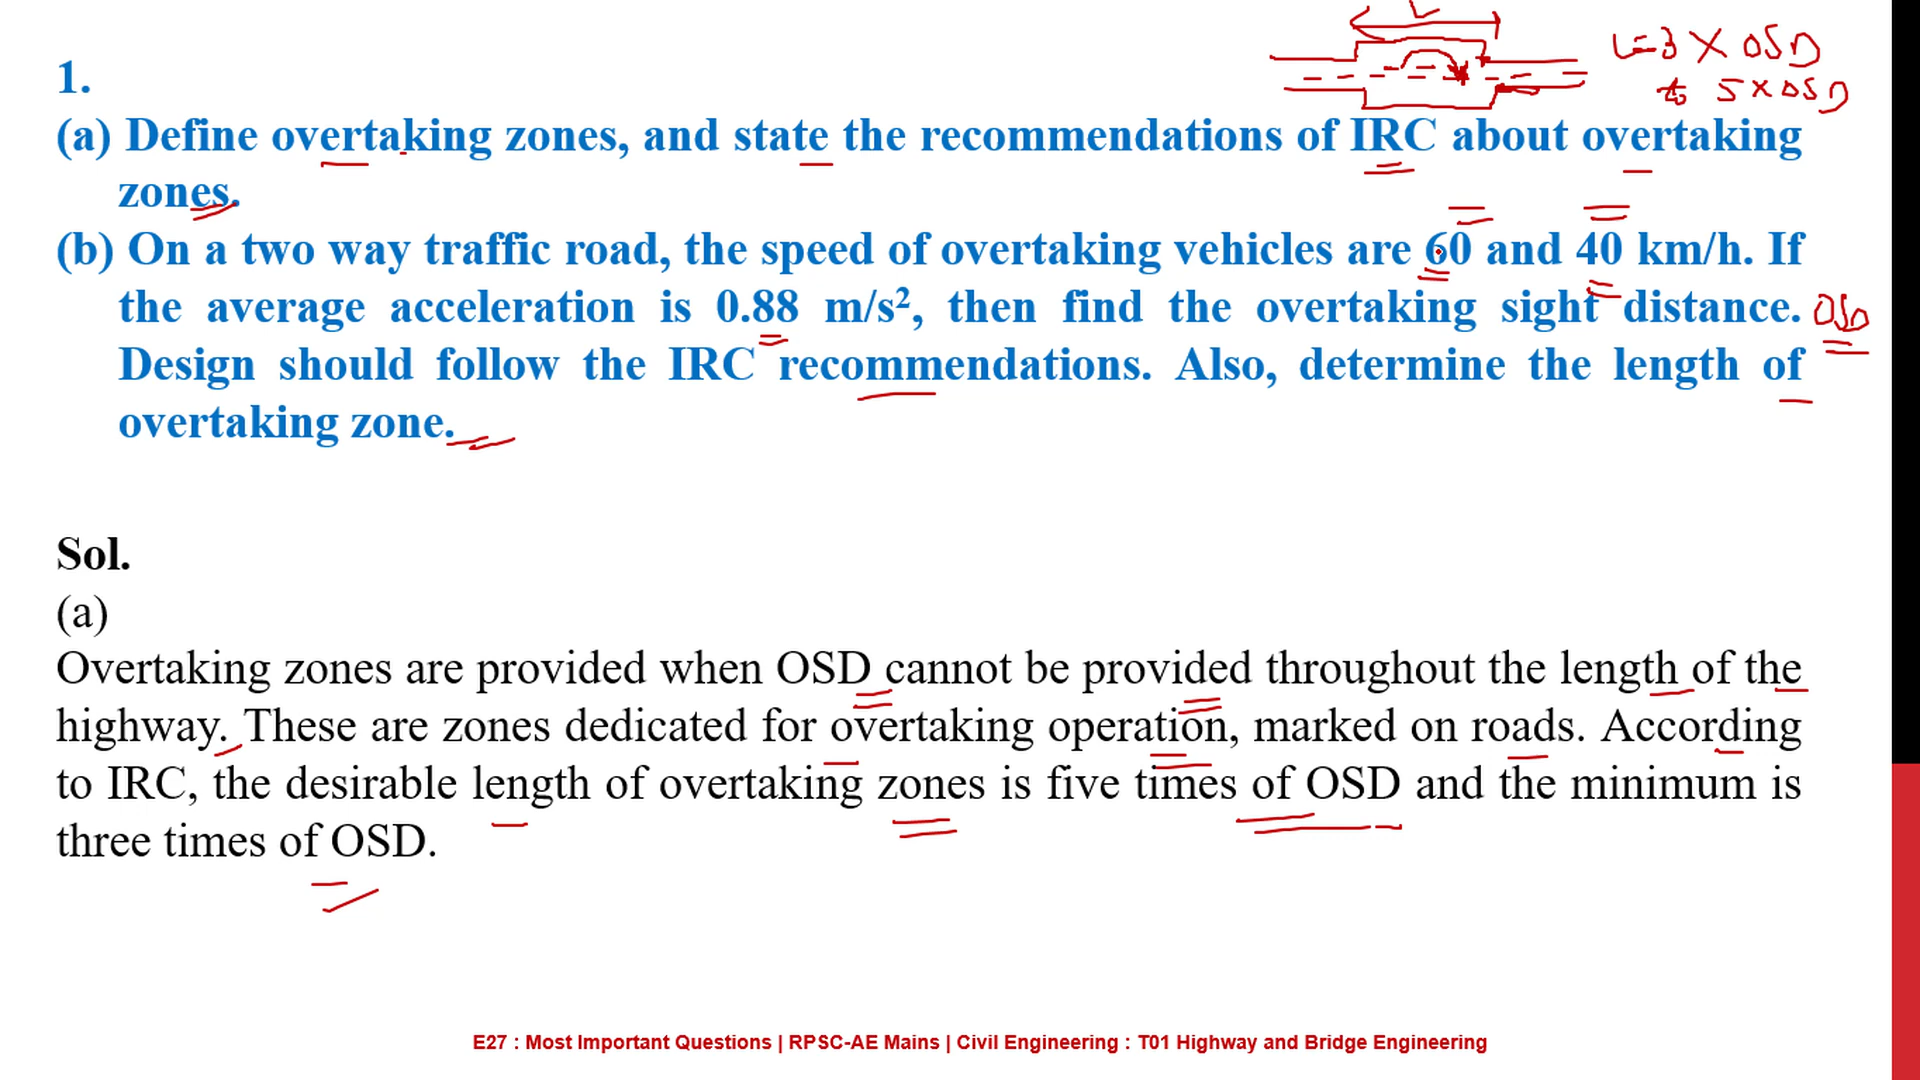 L
L=3 X OSD
to 5 X OSD
1.
(a) Define overtaking zones, and state the recommendations of IRC about overtaking
zones.
(b) On a two way traffic road, the speed of overtaking vehicles are 60 and 40 km/h. If
the average acceleration is 0.88 m/s², then find the overtaking sight distance. OSD
Design should follow the IRC recommendations. Also, determine the length of
overtaking zone.
Sol.
(a)
Overtaking zones are provided when OSD cannot be provided throughout the length of the
highway. These are zones dedicated for overtaking operation, marked on roads. According
to IRC, the desirable length of overtaking zones is five times of OSD and the minimum is
three times of OSD.
E27 : Most Important Questions | RPSC-AE Mains | Civil Engineering : T01 Highway and Bridge Engineering